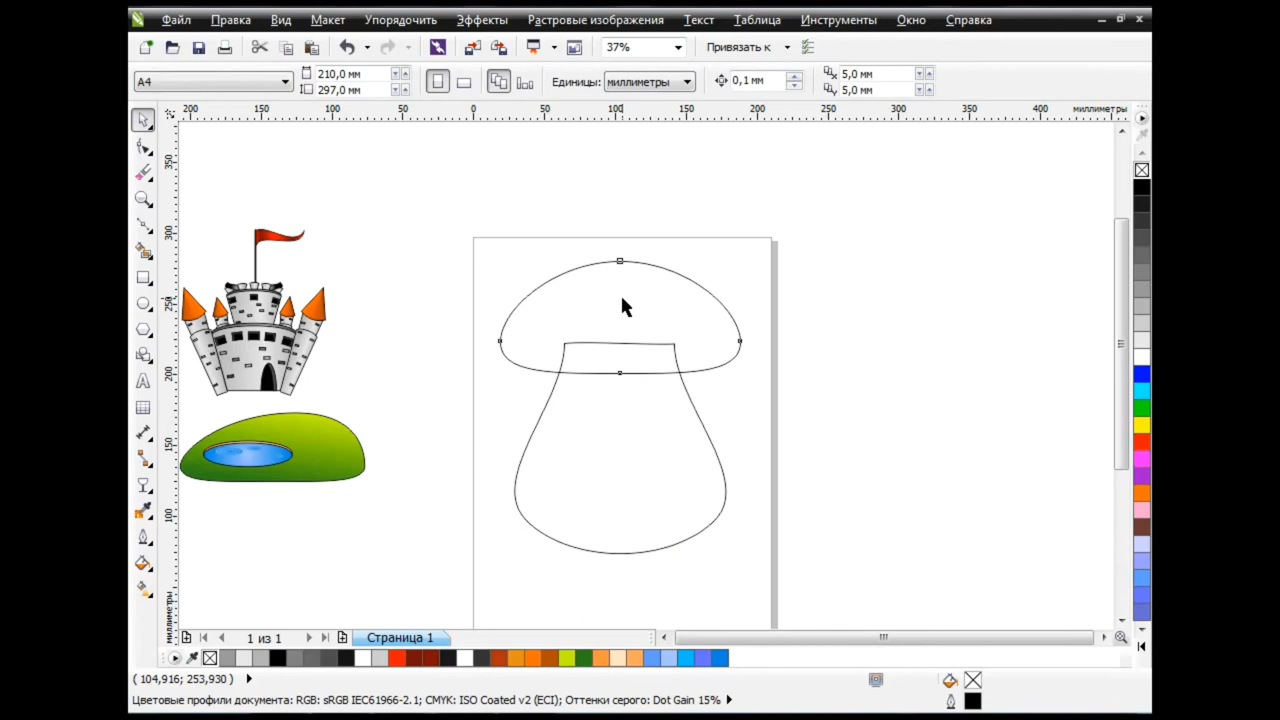 Файл Правка Вид Макет Упорядочить Эффекты Растровые изображения Текст Таблица Инструменты Окно Справка
37% Привязать к
A4 210,0 мм 297,0 мм Единицы: миллиметры 0,1 мм 5,0 мм 5,0 мм
200 150 100 50 0 50 100 150 200 250 300 350 400 миллиметры
350
300
250
200
150
100
миллиметры
1 из 1 Страница 1
( 104,916; 253,930 )
Цветовые профили документа: RGB: sRGB IEC61966-2.1; CMYK: ISO Coated v2 (ECI); Оттенки серого: Dot Gain 15%